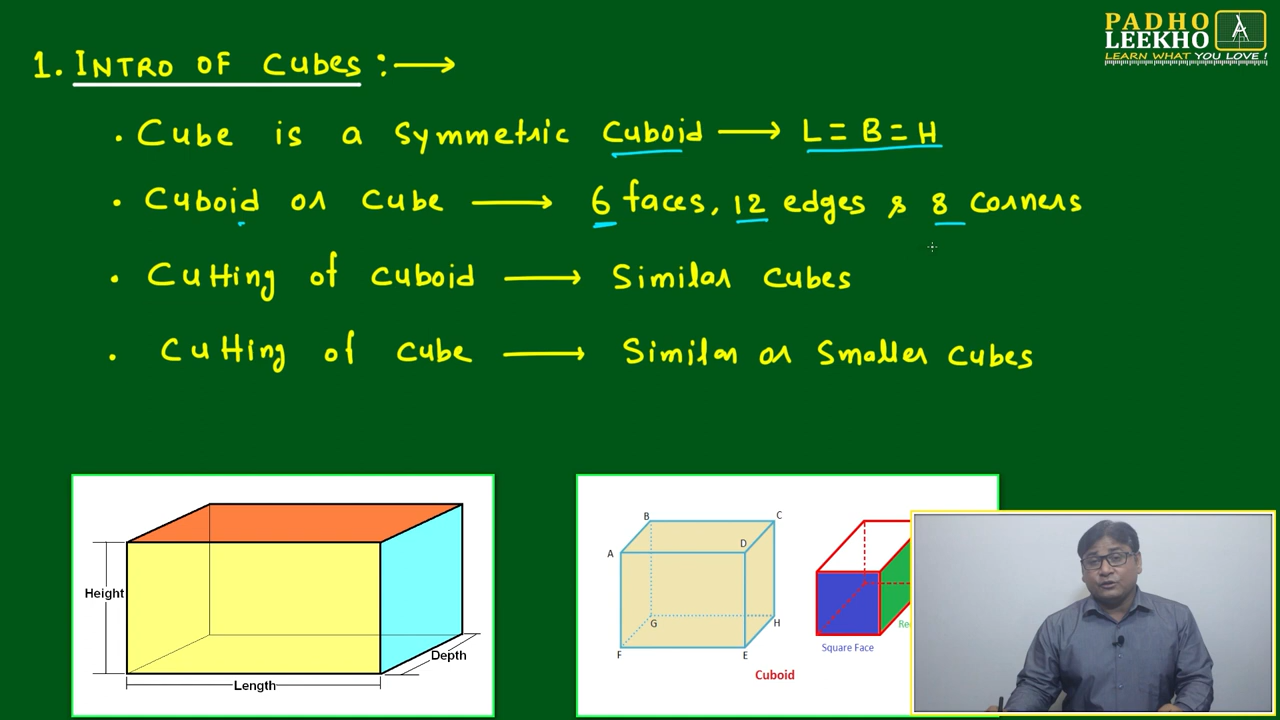 PADHO
LEEKHO
LEARN WHAT YOU LOVE !
1. INTRO OF CUBES :→
• Cube is a symmetric cuboid → L = B = H
• Cuboid or cube → 6 faces, 12 edges & 8 corners
• Cutting of cuboid → Similar cubes
• Cutting of cube → Similar or smaller cubes
Height
Length
Depth
B
C
A
D
G
H
F
E
Cuboid
Square Face